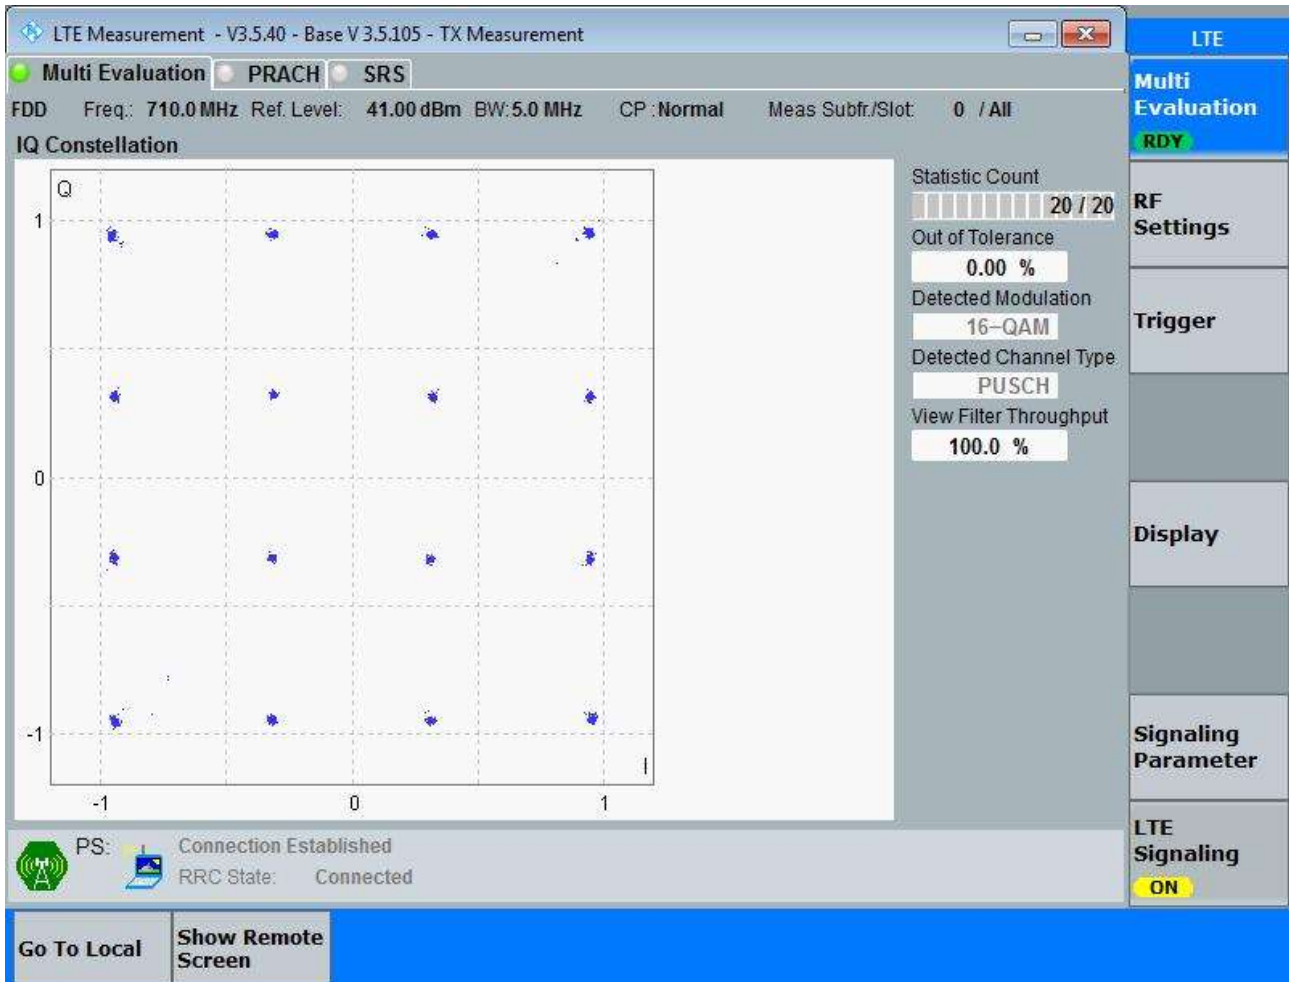 LTE Measurement - V3.5.40 - Base V 3.5.105 - TX Measurement
LTE
Multi Evaluation PRACH SRS
FDD Freq.: 710.0 MHz Ref. Level: 41.00 dBm BW: 5.0 MHz CP : Normal Meas Subfr./Slot: 0 / All
IQ Constellation
Q
1
0
-1
-1 0 1
I
Statistic Count
20 / 20
Out of Tolerance
0.00 %
Detected Modulation
16-QAM
Detected Channel Type
PUSCH
View Filter Throughput
100.0 %
Multi
Evaluation
RDY
RF
Settings
Trigger
Display
Signaling
Parameter
LTE
Signaling
ON
PS: Connection Established
RRC State: Connected
Go To Local
Show Remote
Screen